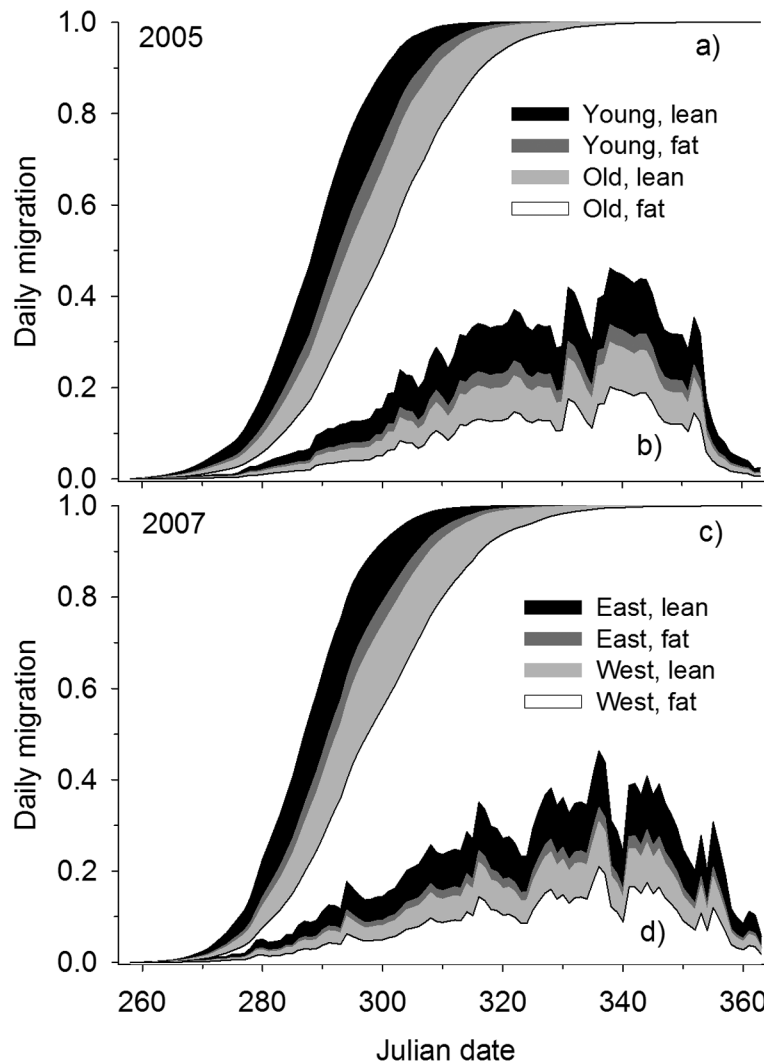 2005
a)
Young, lean
Young, fat
Old, lean
Old, fat
b)
Daily migration
1.0
0.8
0.6
0.4
0.2
0.0
2007
c)
East, lean
East, fat
West, lean
West, fat
d)
Daily migration
1.0
0.8
0.6
0.4
0.2
0.0
260 280 300 320 340 360
Julian date